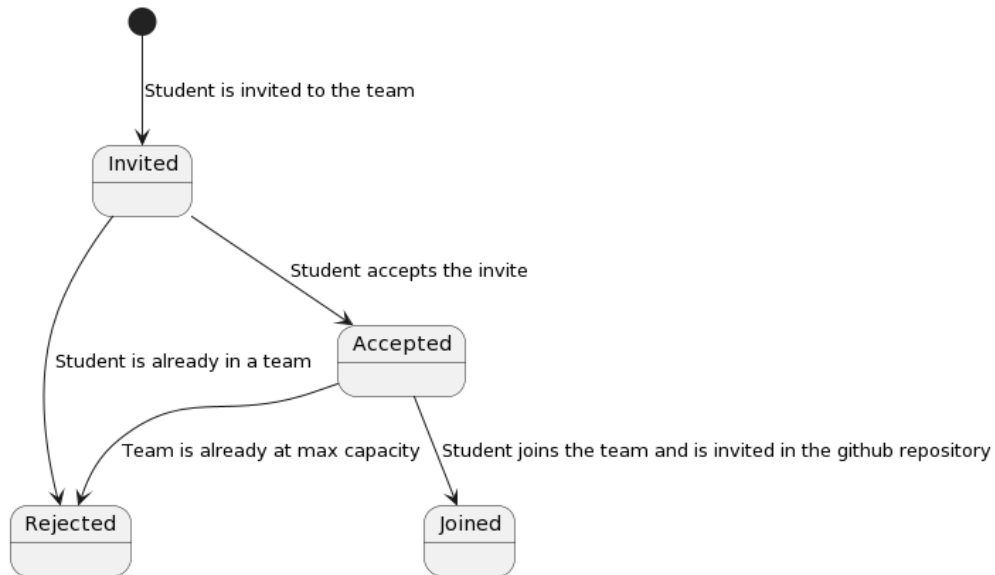 Student is invited to the team
Invited
Student accepts the invite
Accepted
Student is already in a team
Team is already at max capacity
Student joins the team and is invited in the github repository
Rejected
Joined